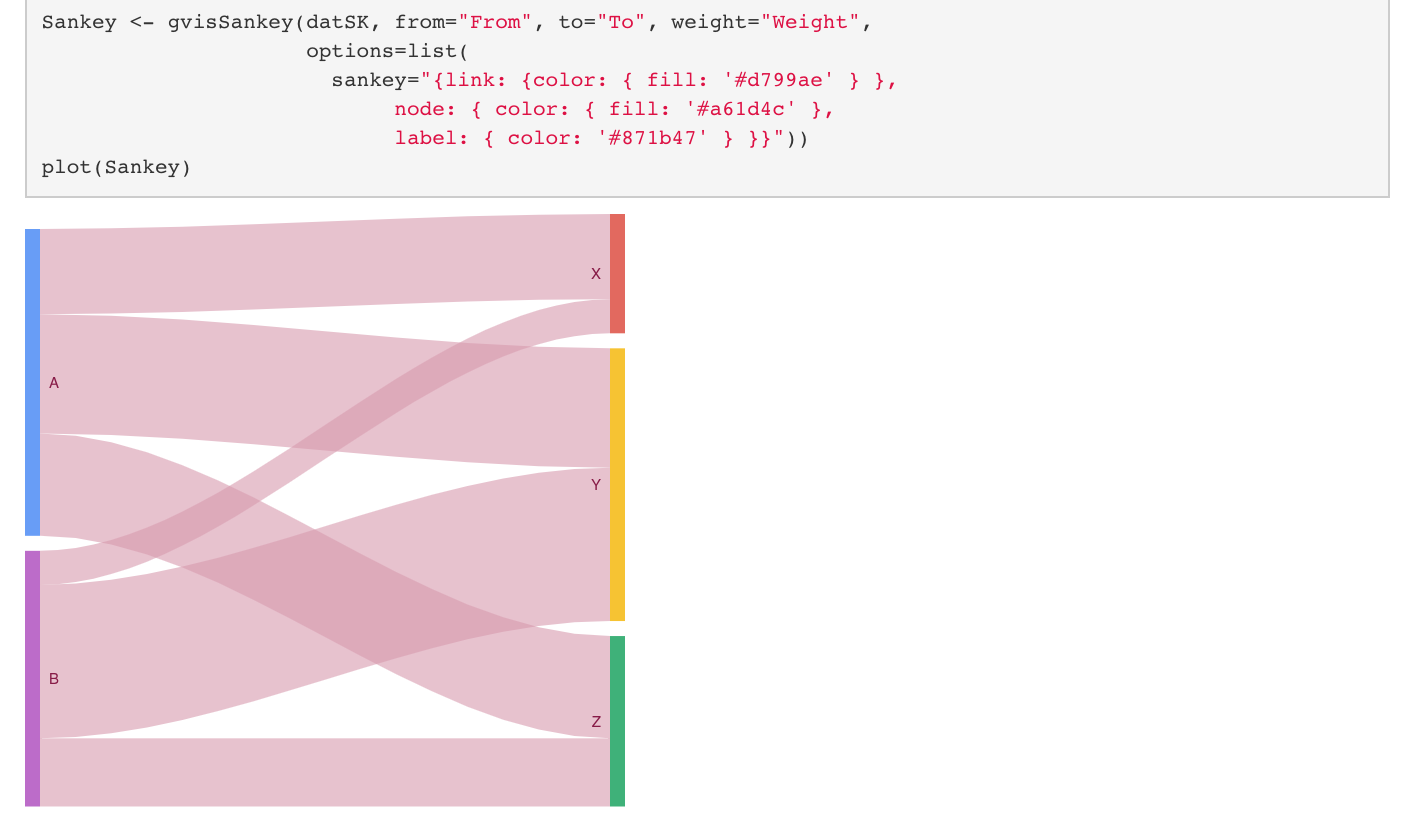 Sankey <- gvisSankey(datSK, from="From", to="To", weight="Weight",
options=list(
sankey="{link: {color: { fill: '#d799ae' } },
node: { color: { fill: '#a61d4c' },
label: { color: '#871b47' } }}"))
plot(Sankey)
X
A
Y
B
Z